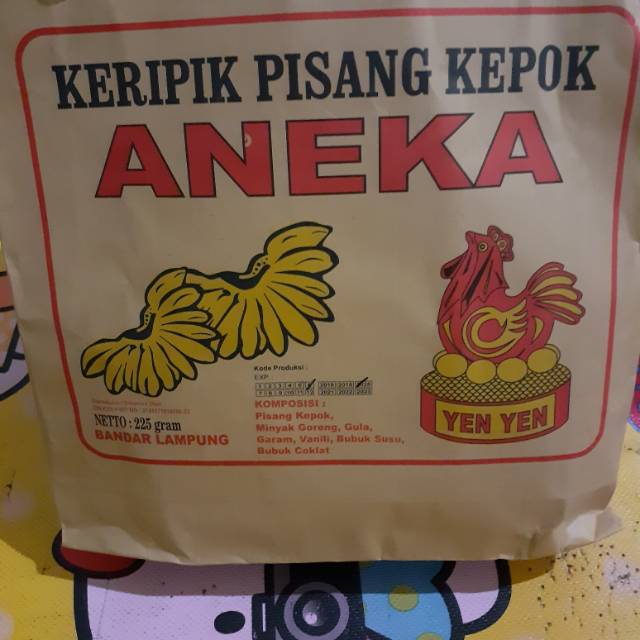 KERIPIK PISANG KEPOK
ANEKA
YEN YEN
Kode Produksi :
EXP
KOMPOSISI :
Pisang Kepok,
Minyak Goreng, Gula,
Garam, Vanili, Bubuk Susu,
Bubuk Coklat
NETTO : 225 gram
BANDAR LAMPUNG